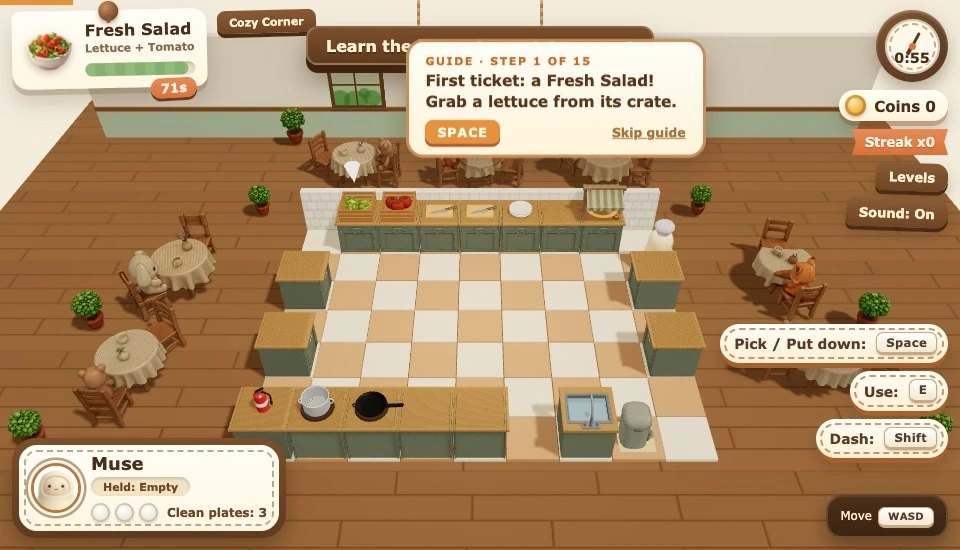 Fresh Salad
Lettuce + Tomato
71s
Cozy Corner
Learn the
GUIDE · STEP 1 OF 15
First ticket: a Fresh Salad!
Grab a lettuce from its crate.
SPACE
Skip guide
0:55
Coins 0
Streak x0
Levels
Sound: On
Pick / Put down: Space
Use: E
Dash: Shift
Muse
Held: Empty
Clean plates: 3
Move WASD